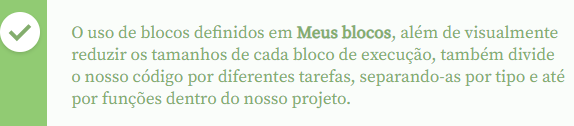 O uso de blocos definidos em Meus blocos, além de visualmente
reduzir os tamanhos de cada bloco de execução, também divide
o nosso código por diferentes tarefas, separando-as por tipo e até
por funções dentro do nosso projeto.